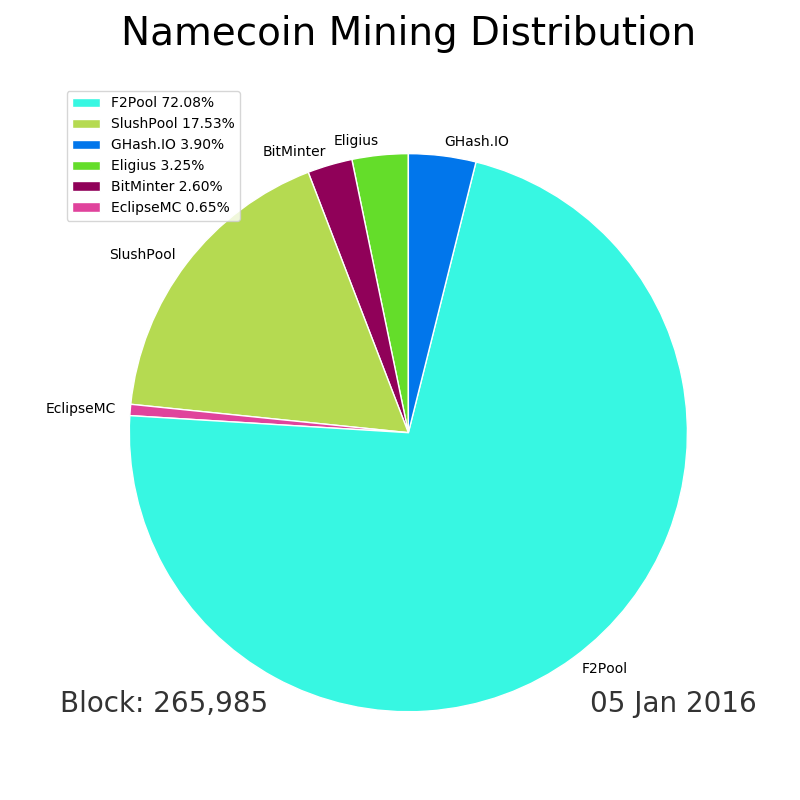 Namecoin Mining Distribution
F2Pool 72.08%
SlushPool 17.53%
GHash.IO 3.90%
Eligius 3.25%
BitMinter 2.60%
EclipseMC 0.65%
GHash.IO
Eligius
BitMinter
SlushPool
EclipseMC
F2Pool
Block: 265,985
05 Jan 2016